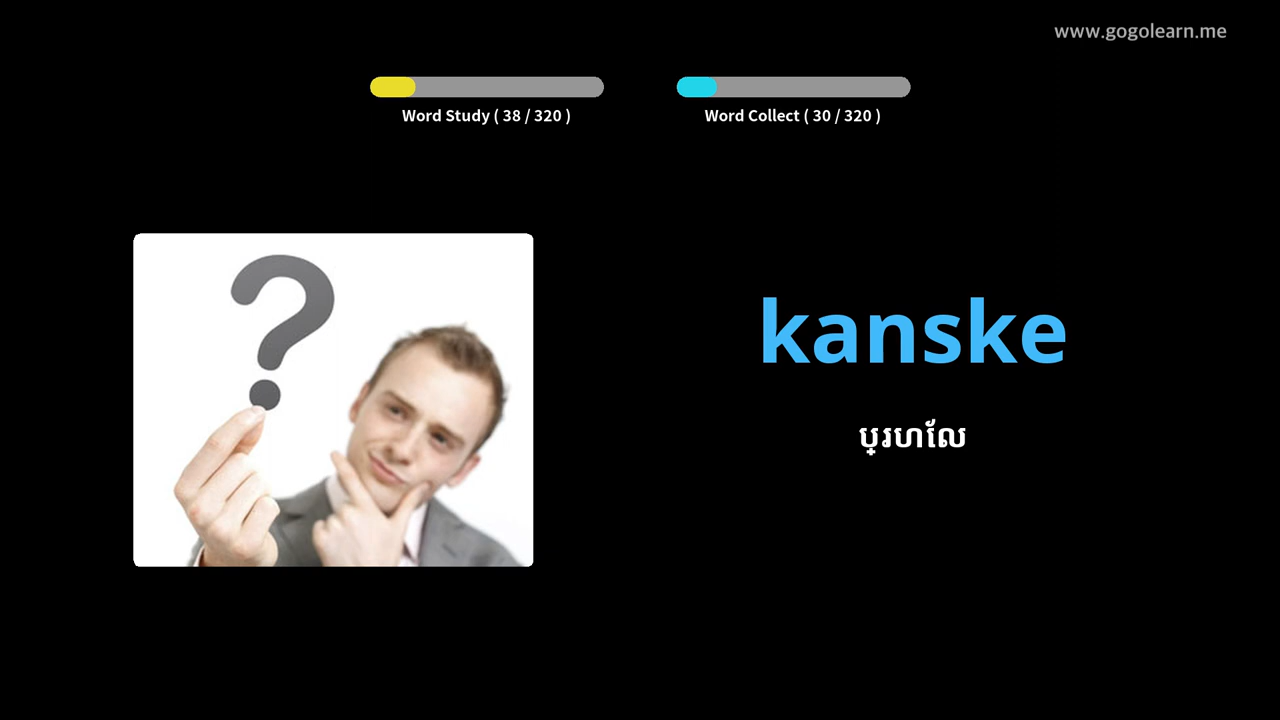 www.gogolearn.me
Word Study ( 38 / 320 )
Word Collect ( 30 / 320 )
kanske
ប្រហែល